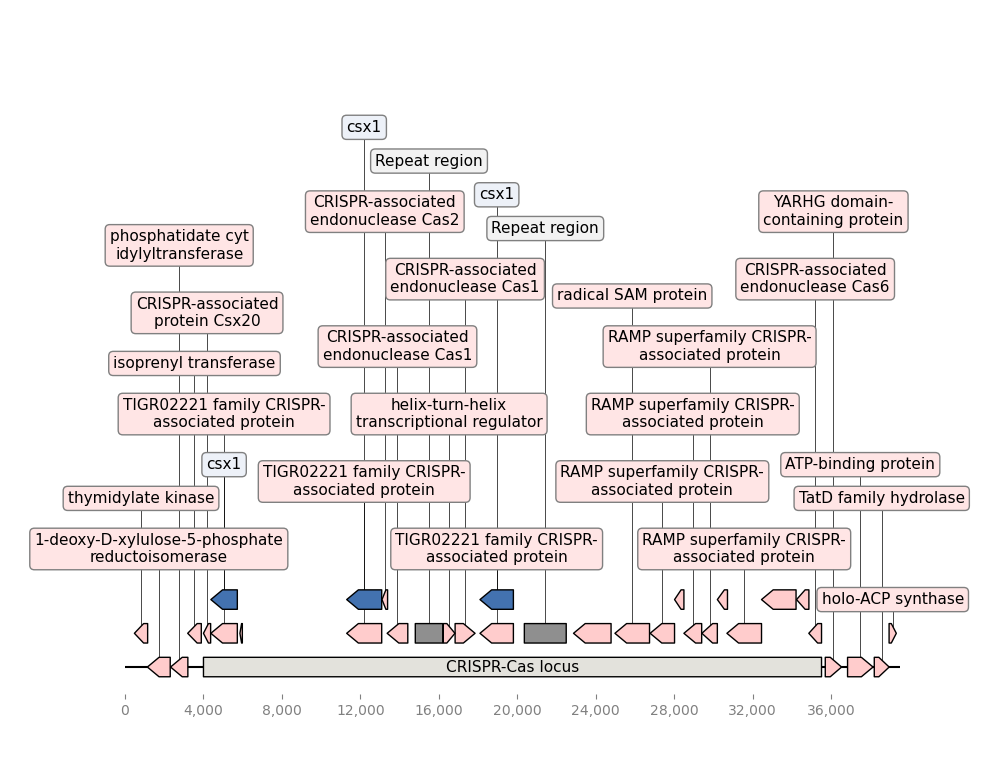 csx1
Repeat region
csx1
CRISPR-associated
endonuclease Cas2
YARHG domain-
containing protein
Repeat region
phosphatidate cyt
idylyltransferase
CRISPR-associated
endonuclease Cas1
CRISPR-associated
endonuclease Cas6
radical SAM protein
CRISPR-associated
protein Csx20
CRISPR-associated
endonuclease Cas1
RAMP superfamily CRISPR-
associated protein
isoprenyl transferase
TIGR02221 family CRISPR-
associated protein
helix-turn-helix
transcriptional regulator
RAMP superfamily CRISPR-
associated protein
csx1
TIGR02221 family CRISPR-
associated protein
RAMP superfamily CRISPR-
associated protein
ATP-binding protein
thymidylate kinase
TatD family hydrolase
1-deoxy-D-xylulose-5-phosphate
reductoisomerase
TIGR02221 family CRISPR-
associated protein
RAMP superfamily CRISPR-
associated protein
holo-ACP synthase
CRISPR-Cas locus
0
4,000
8,000
12,000
16,000
20,000
24,000
28,000
32,000
36,000